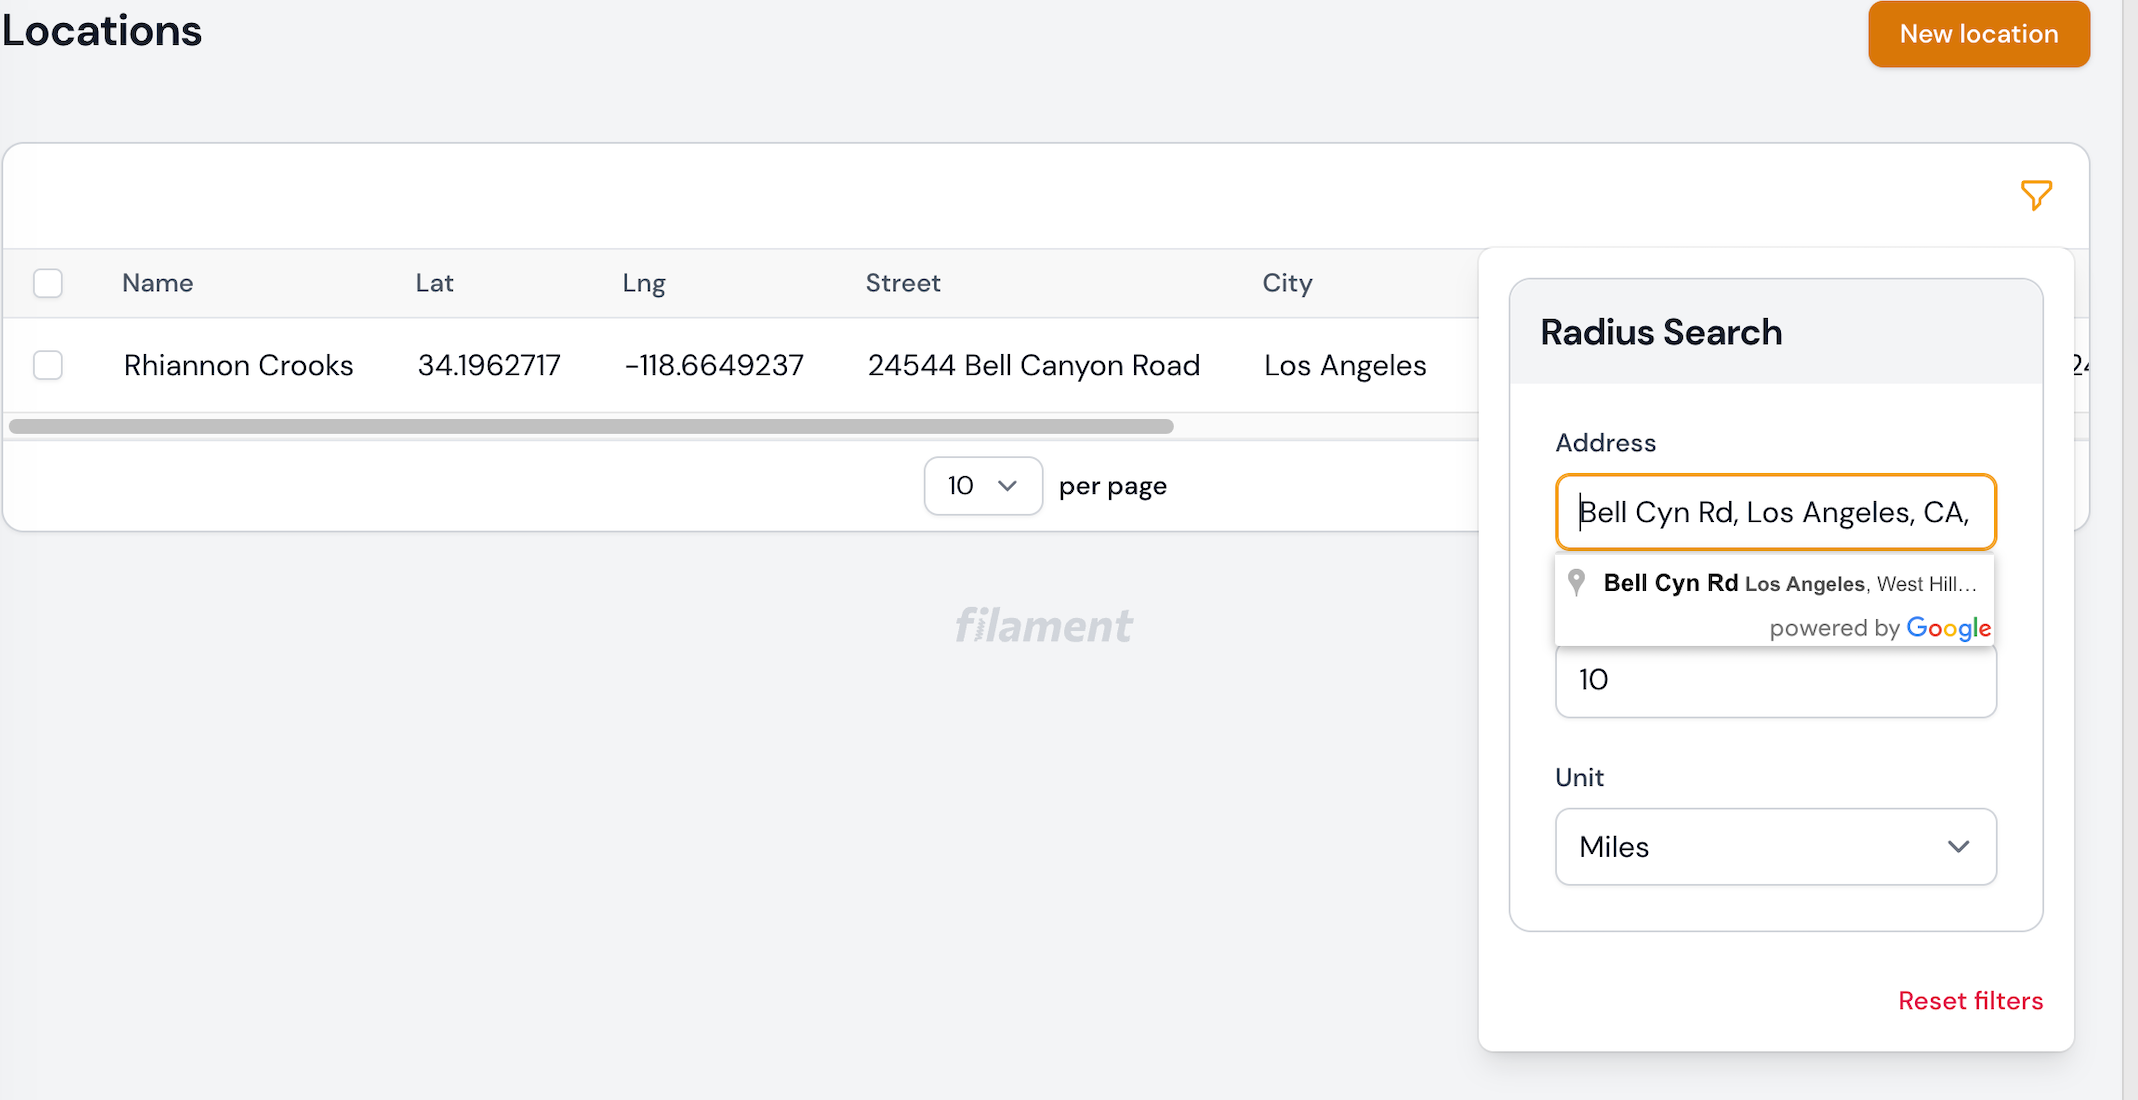 Locations
New location
Name Lat Lng Street City
Rhiannon Crooks 34.1962717 -118.6649237 24544 Bell Canyon Road Los Angeles
10 per page
filament
Radius Search
Address
Bell Cyn Rd, Los Angeles, CA,
Bell Cyn Rd Los Angeles, West Hill...
powered by Google
10
Unit
Miles
Reset filters